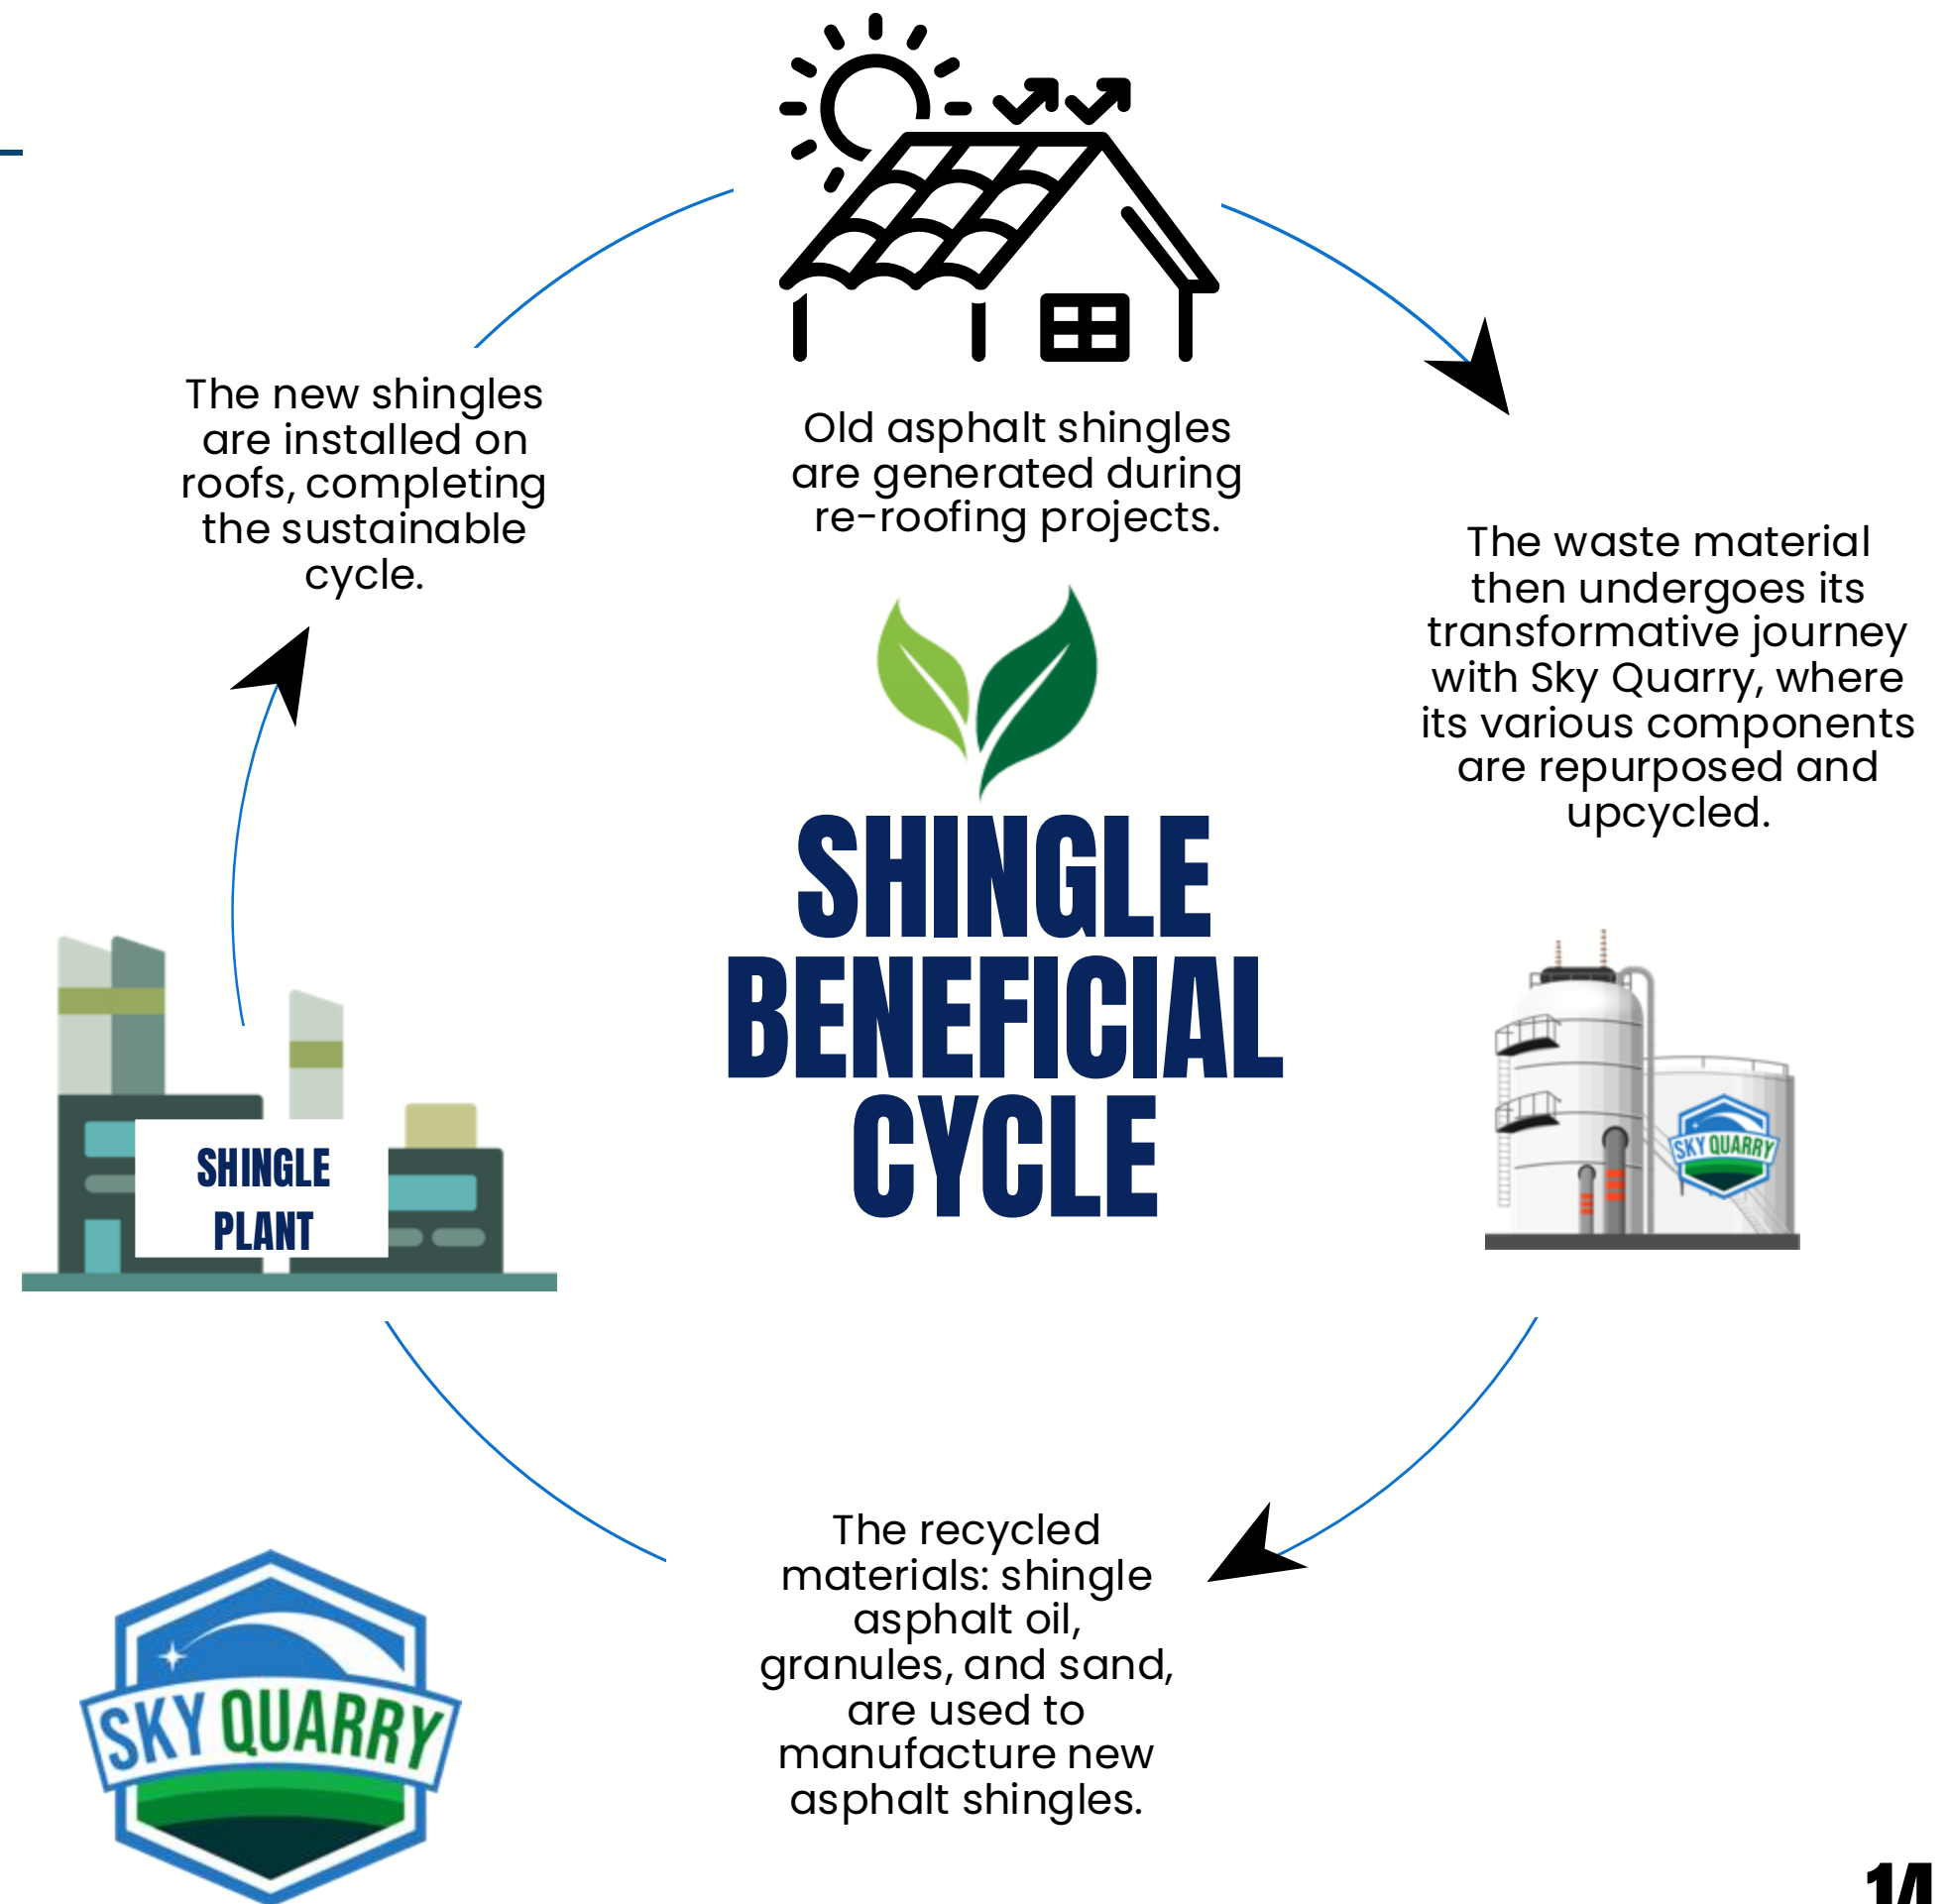 Old asphalt shingles
are generated during
re-roofing projects.
The waste material
then undergoes its
transformative journey
with Sky Quarry, where
its various components
are repurposed and
upcycled.
SKY QUARRY
The recycled
materials: shingle
asphalt oil,
granules, and sand,
are used to
manufacture new
asphalt shingles.
SHINGLE
PLANT
The new shingles
are installed on
roofs, completing
the sustainable
cycle.
SHINGLE
BENEFICIAL
CYCLE
SKY QUARRY
14